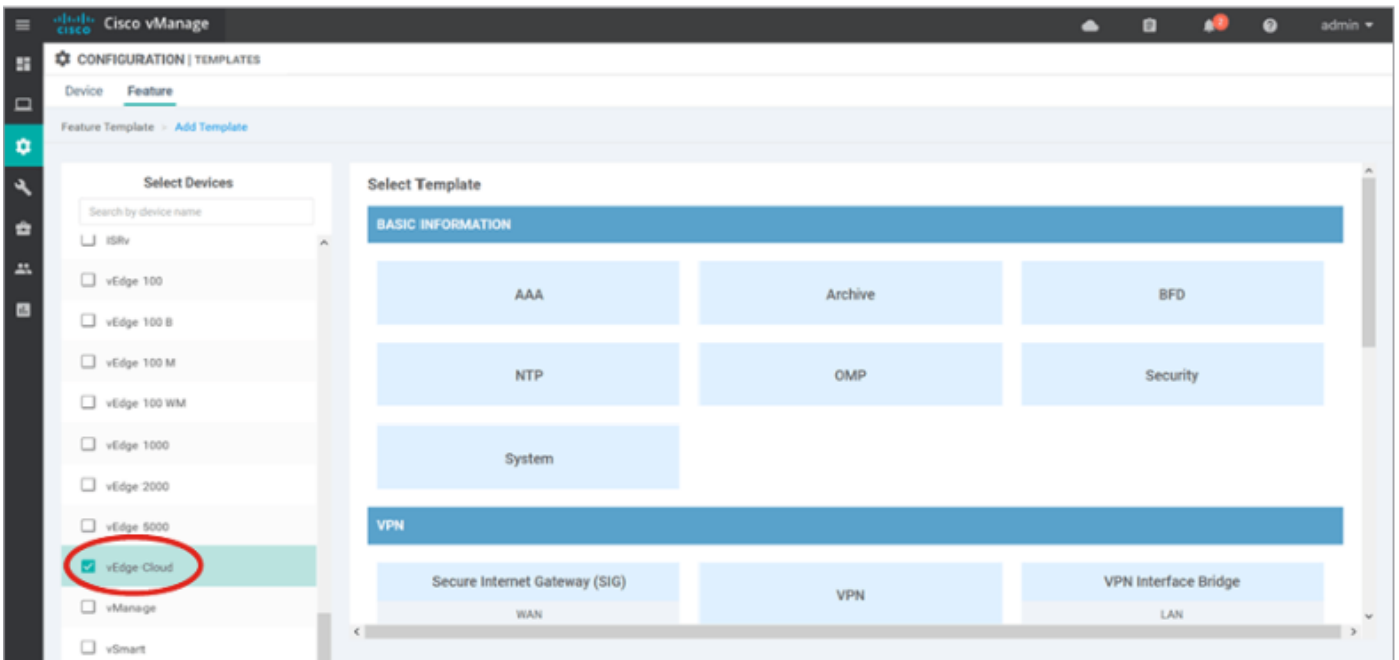 cisco Cisco vManage 2 admin
CONFIGURATION | TEMPLATES
Device Feature
Feature Template > Add Template
Select Devices
Search by device name
ISRv
vEdge 100
vEdge 100 B
vEdge 100 M
vEdge 100 WM
vEdge 1000
vEdge 2000
vEdge 5000
vEdge Cloud
vManage
vSmart
Select Template
BASIC INFORMATION
AAA Archive BFD
NTP OMP Security
System
VPN
Secure Internet Gateway (SIG) VPN VPN Interface Bridge
WAN LAN